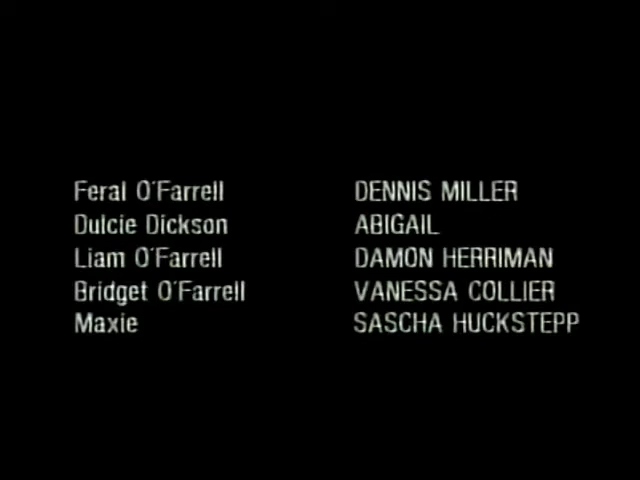 Feral O'Farrell DENNIS MILLER
Dulcie Dickson ABIGAIL
Liam O'Farrell DAMON HERRIMAN
Bridget O'Farrell VANESSA COLLIER
Maxie SASCHA HUCKSTEPP